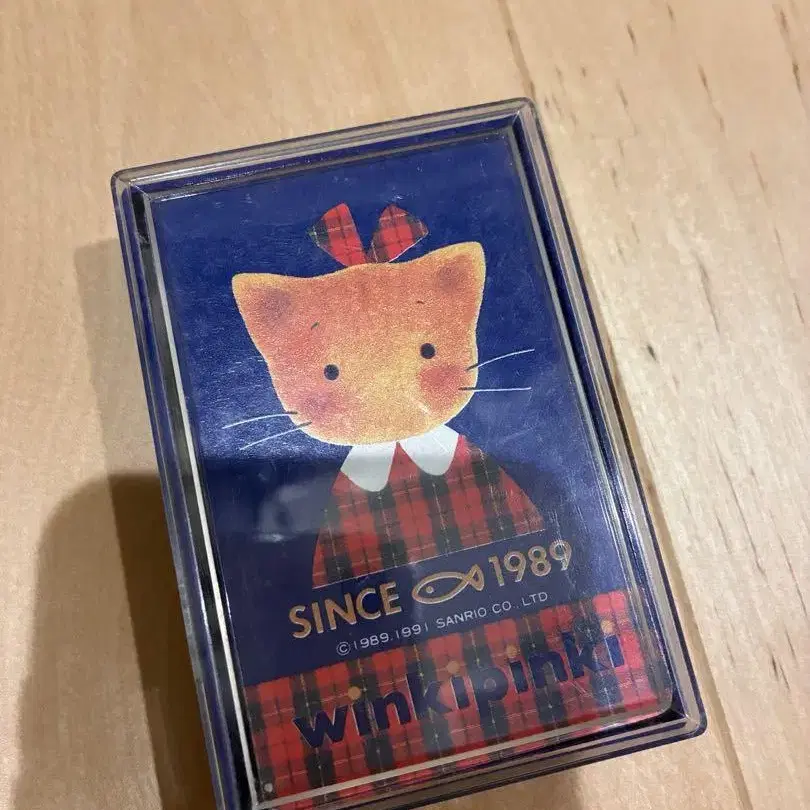 SINCE 1989
©1989,1991 SANRIO CO., LTD
winkipinki